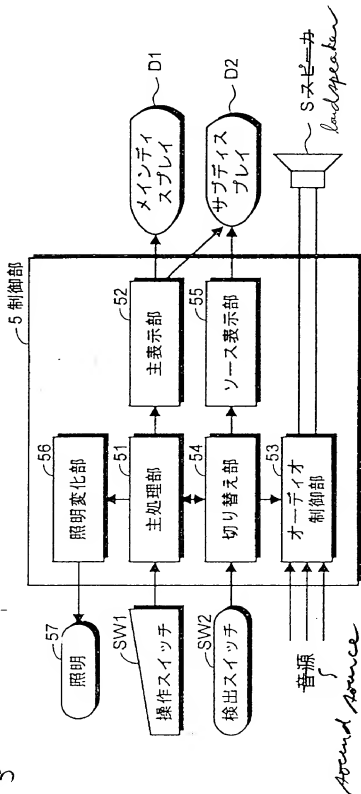 5 制御部
57
照明
56
照明変化部
SW1
操作スイッチ
51
主処理部
52
主表示部
メインディスプレイ
D1
SW2
検出スイッチ
54
切り替え部
55
ソース表示部
サブディスプレイ
D2
音源
sound source
53
オーディオ制御部
Sスピーカ
loudspeaker